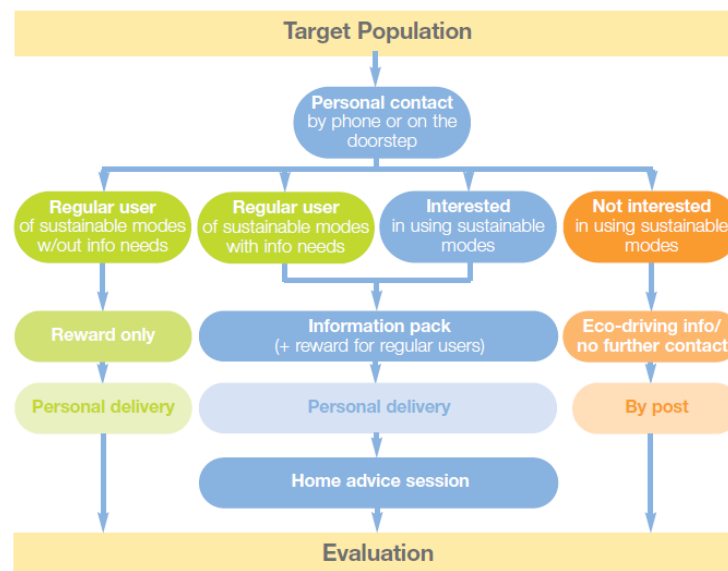 Target Population
Personal contact
by phone or on the
doorstep
Regular user
of sustainable modes
w/out info needs
Regular user
of sustainable modes
with info needs
Interested
in using sustainable
modes
Not interested
in using sustainable
modes
Reward only
Information pack
(+ reward for regular users)
Eco-driving info/
no further contact
Personal delivery
Personal delivery
By post
Home advice session
Evaluation